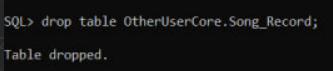 SQL> drop table OtherUserCore.Song_Record;
Table dropped.